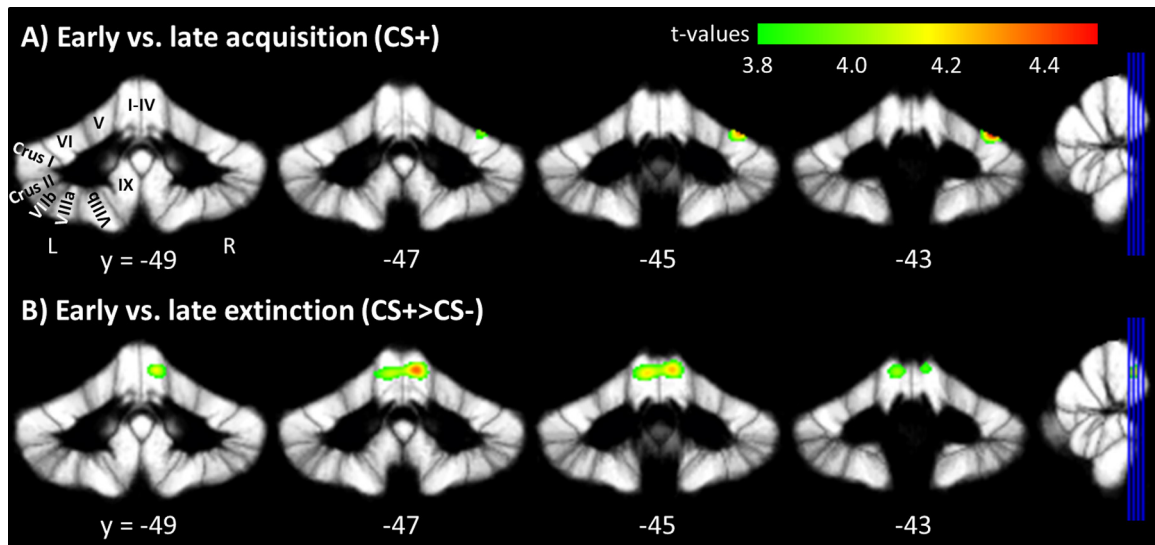 A) Early vs. late acquisition (CS+)
t-values
3.8 4.0 4.2 4.4
I-IV
V
VI
Crus I
Crus II
VIIb
VIIIa
VIIIb
IX
L R
y = -49 -47 -45 -43
B) Early vs. late extinction (CS+>CS-)
y = -49 -47 -45 -43